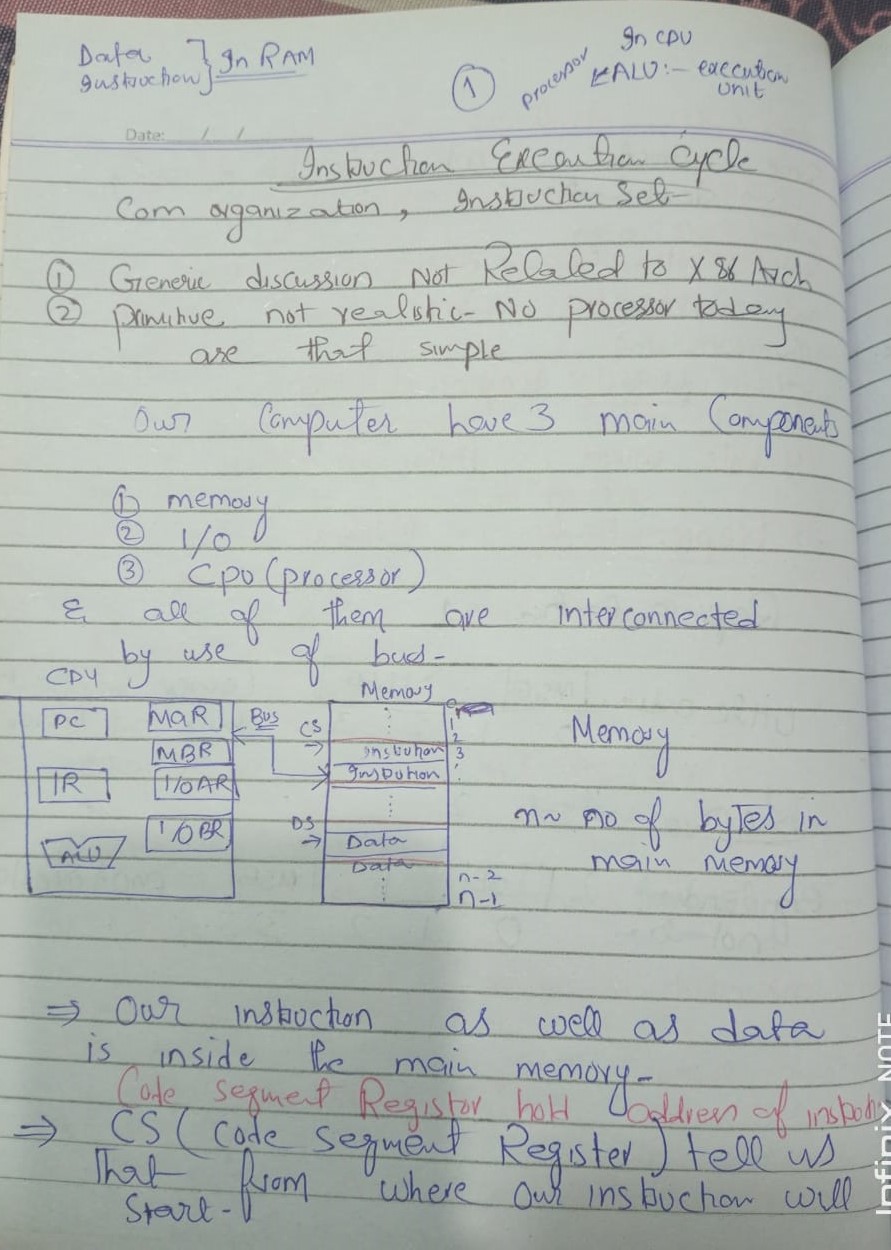 Data } In RAM
Instruction
①
In CPU
processor ALU:- execution
unit
Date: / /
Instruction Execution Cycle
Com organization, Instruction Set
① Generic discussion Not Related to X86 Arch
② primitive not realistic- No processor today
are that simple
Our Computer have 3 main Components
① memory
② I/O
③ CPU (processor)
& all of them are interconnected
by use of bus-
CPU
Memory
PC MAR Bus CS
MBR Instruction
IR I/OAR Instruction
I/OBR DS
ALU Data
Data
0
1
2
3
n-2
n-1
Memory
n~ no of bytes in
main memory
⇒ Our instruction as well as data
is inside the main memory-
Code segment Register hold address of
⇒ CS (Code segment Register) tell us
that from where our instruction will
start-
Infinix NOTE